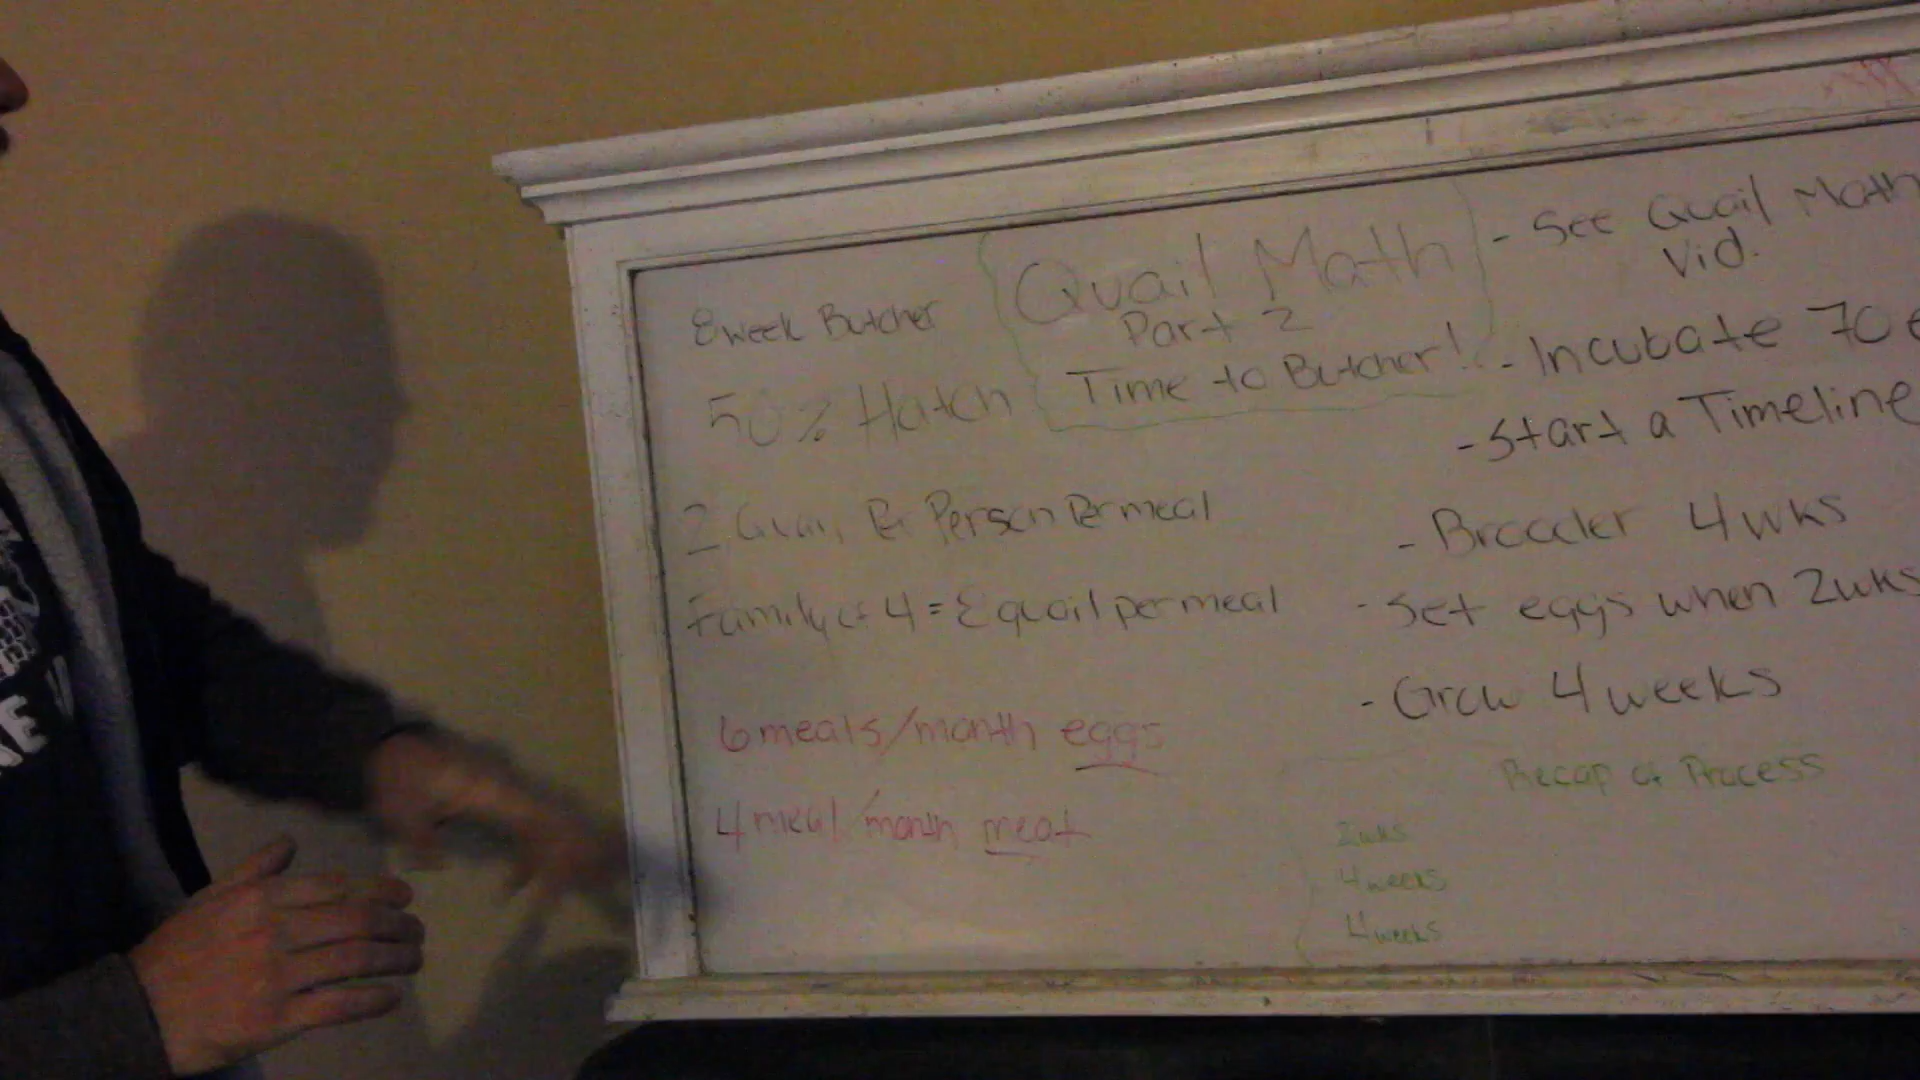 8 week Butcher
50% Hatch
2 Quail Per Person Per meal
Family of 4 = 8 quail per meal
6 meals/month eggs
4 meal/month meat
Quail Math
Part 2
Time to Butcher!
- See Quail Math
Vid.
- Incubate 70 e
- Start a Timeline
- Brooder 4 wks
- Set eggs when 2wks
- Grow 4 weeks
Recap of Process
2wks
4 weeks
4 weeks